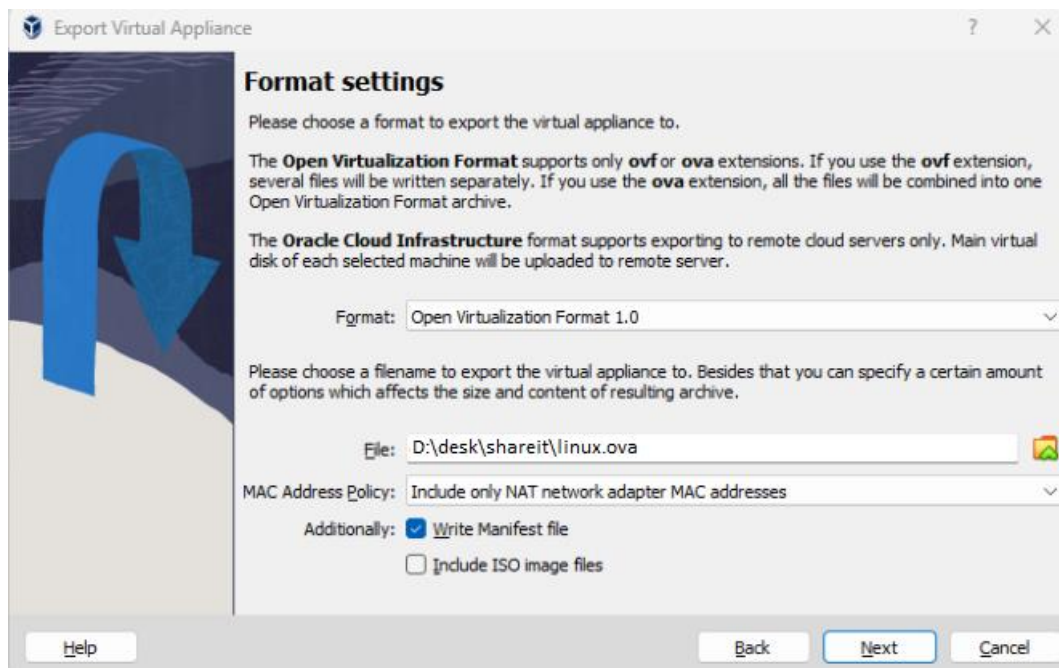 Export Virtual Appliance
?
Format settings
Please choose a format to export the virtual appliance to.
The Open Virtualization Format supports only ovf or ova extensions. If you use the ovf extension,
several files will be written separately. If you use the ova extension, all the files will be combined into one
Open Virtualization Format archive.
The Oracle Cloud Infrastructure format supports exporting to remote cloud servers only. Main virtual
disk of each selected machine will be uploaded to remote server.
Format: Open Virtualization Format 1.0
Please choose a filename to export the virtual appliance to. Besides that you can specify a certain amount
of options which affects the size and content of resulting archive.
File: D:\desk\shareit\linux.ova
MAC Address Policy: Include only NAT network adapter MAC addresses
Additionally: Write Manifest file
Include ISO image files
Help Back Next Cancel